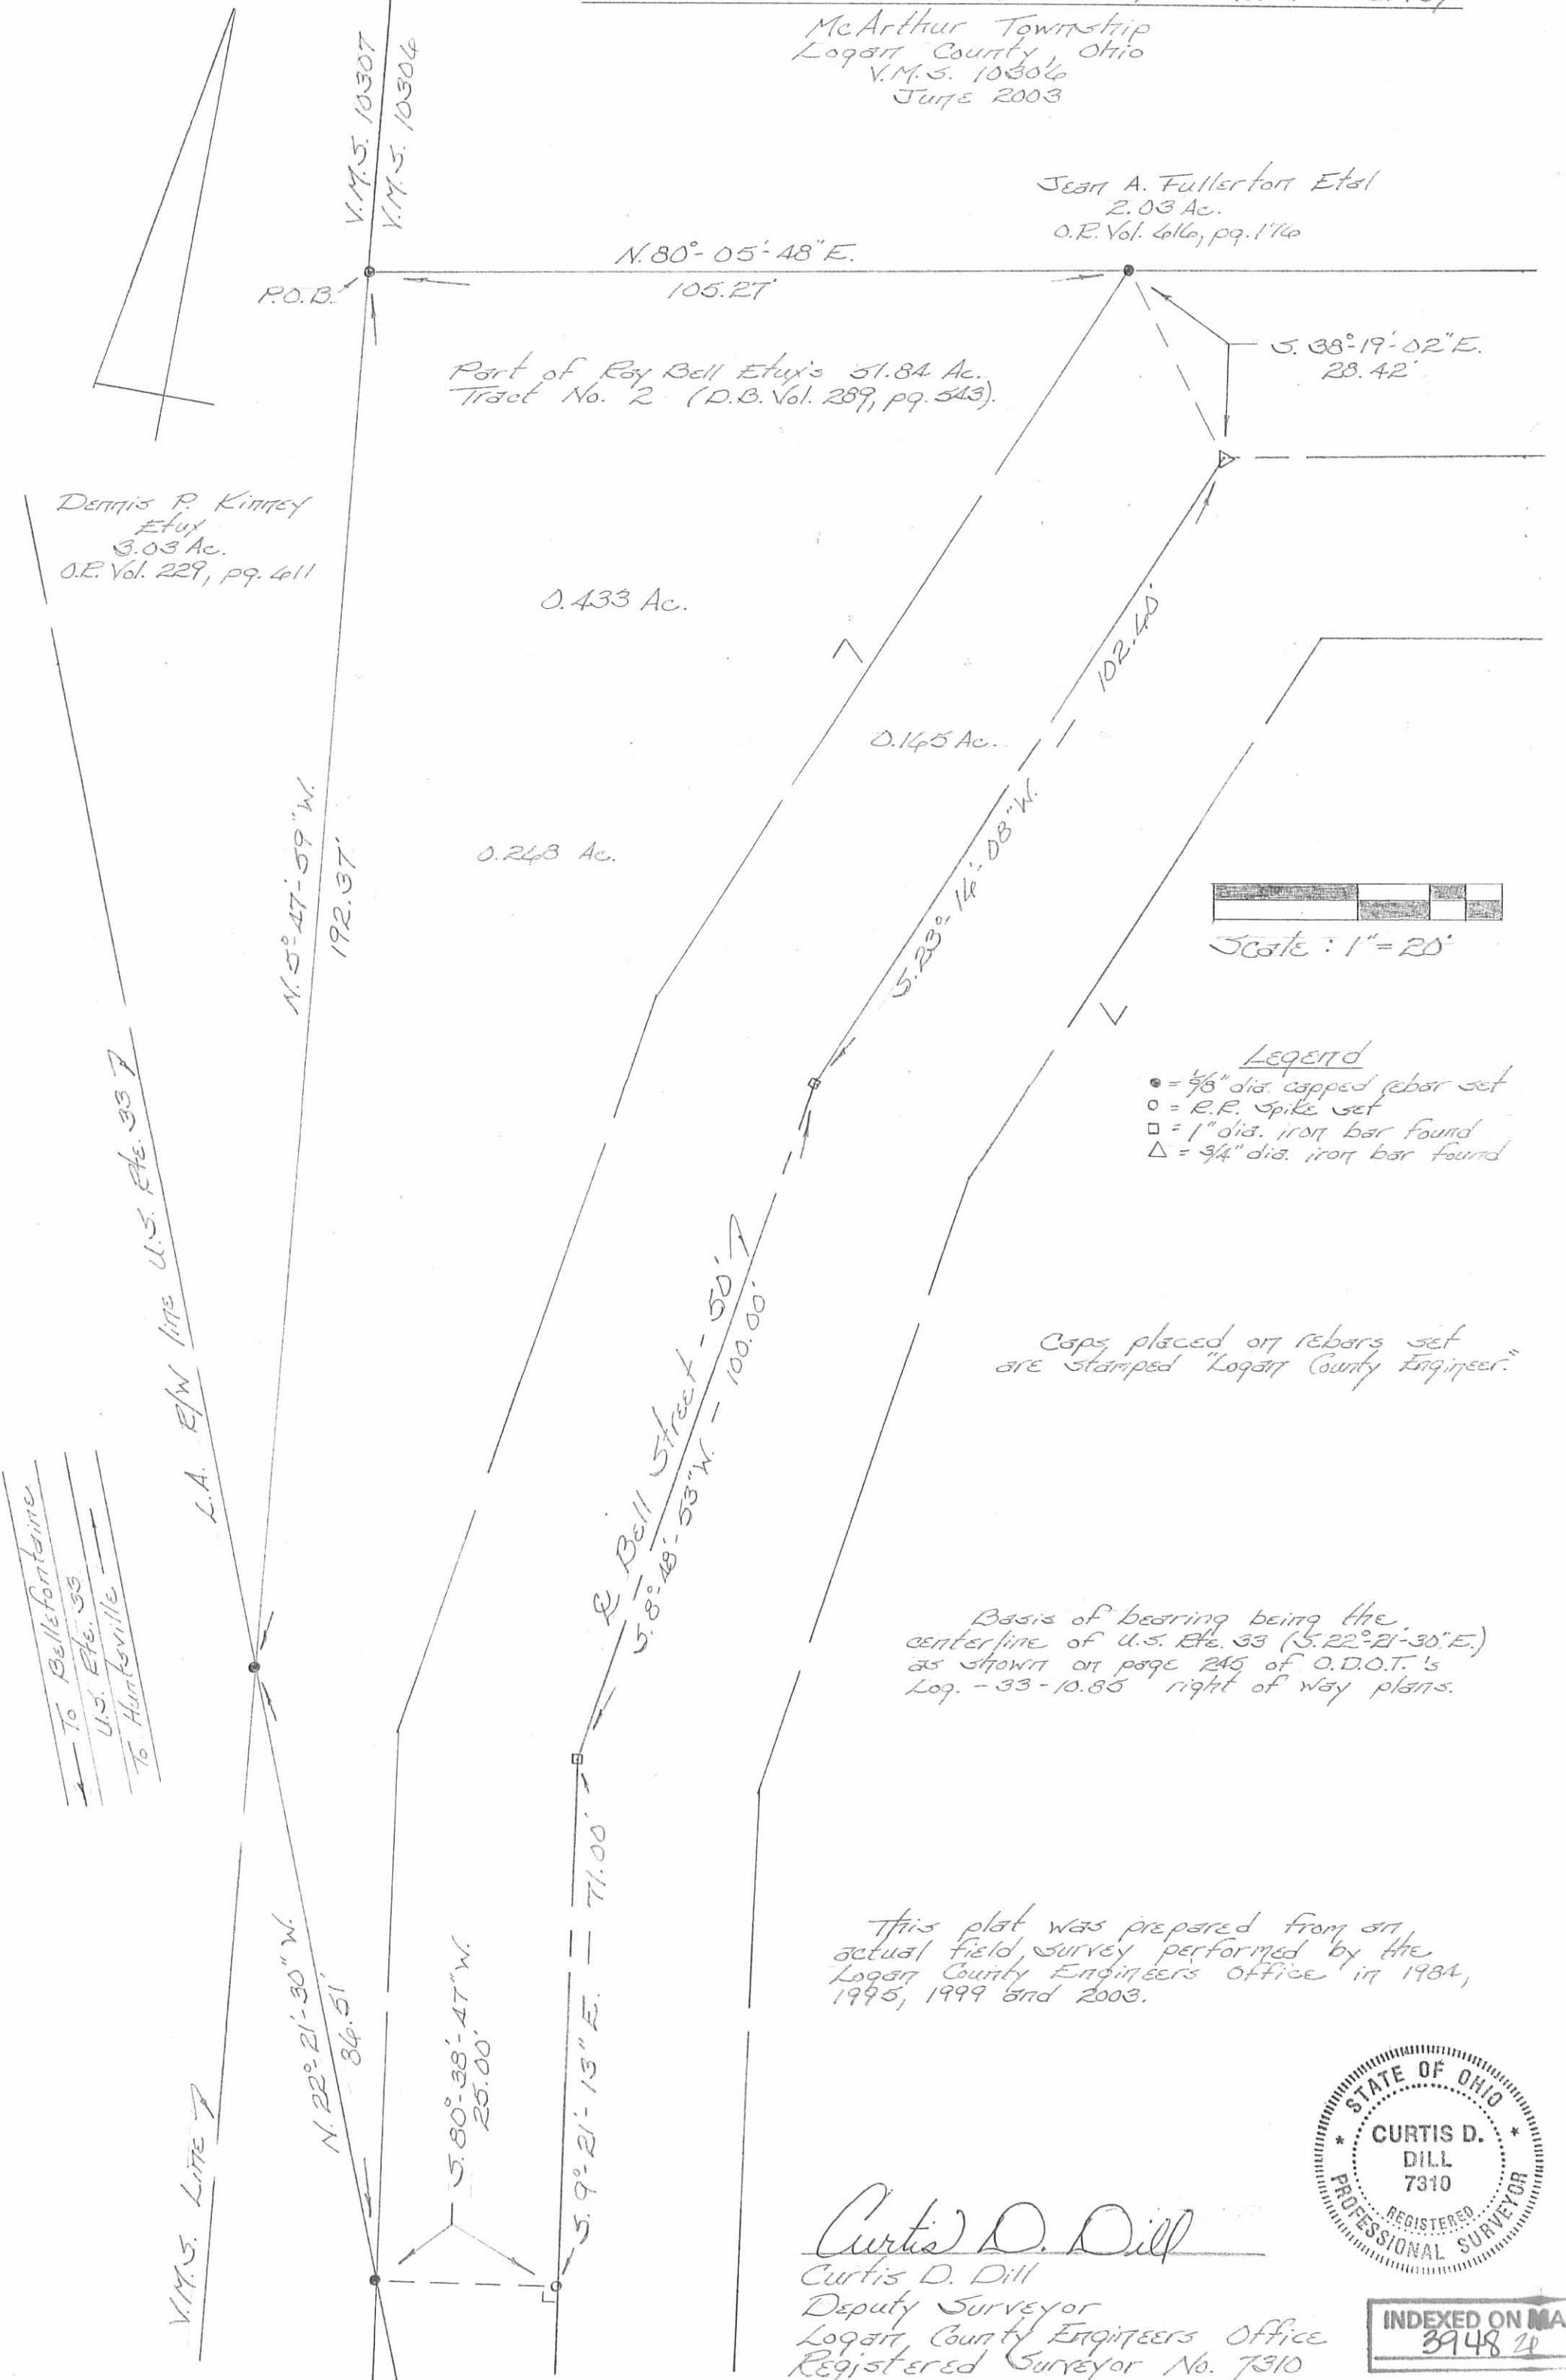 McArthur Township
Logan County, Ohio
V.M.S. 10306
June 2003
V.M.S. 10307
V.M.S. 10306
Jean A. Fullerton Etal
2.03 Ac.
O.R. Vol. 616, pg. 176
N. 80°- 05'- 48" E.
105.27'
P.O.B.
S. 38°-19'-02" E.
28.42'
Part of Roy Bell Etux's 51.84 Ac.
Tract No. 2 (D.B. Vol. 289, pg. 543).
Dennis P. Kinney
Etux
3.03 Ac.
O.R. Vol. 229, pg. 611
0.433 Ac.
102.60'
0.165 Ac.
S. 23°- 16'- 08" W.
N. 5°- 47'- 59" W.
192.37'
0.268 Ac.
Scale : 1" = 20'
Legend
= 5/8" dia. capped rebar set
= R.R. Spike set
= 1" dia. iron bar found
= 3/4" dia. iron bar found
L.A. R/W line U.S. Rte. 33
℄ Bell Street - 50'
S. 8°- 48'- 53" W. - 100.00'
Caps placed on rebars set
are stamped "Logan County Engineer."
To Bellefontaine
U.S. Rte. 33
To Huntsville
Basis of bearing being the
centerline of U.S. Rte. 33 (S. 22°-21'-30" E.)
as shown on page 245 of O.D.O.T.'s
Log. - 33 - 10.85 right of way plans.
N. 22°- 21'- 30" W.
86.51'
S. 80°- 38'- 47" W.
25.00'
S. 9°- 21'- 13" E. - 71.00'
V.M.S. Line
This plat was prepared from an
actual field survey performed by the
Logan County Engineer's Office in 1984,
1995, 1999 and 2003.
STATE OF OHIO
CURTIS D.
DILL
7310
REGISTERED
PROFESSIONAL SURVEYOR
Curtis D. Dill
Curtis D. Dill
Deputy Surveyor
Logan County Engineers Office
Registered Surveyor No. 7310
INDEXED ON MA
3948